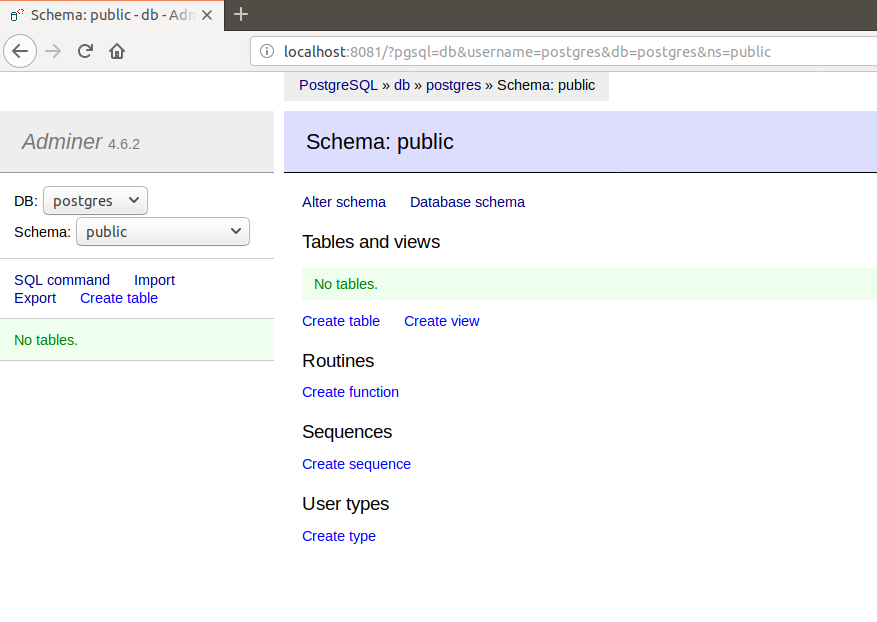 Schema: public - db - Adm
localhost:8081/?pgsql=db&username=postgres&db=postgres&ns=public
PostgreSQL » db » postgres » Schema: public
Adminer 4.6.2
Schema: public
DB: postgres
Schema: public
SQL command Import
Export Create table
No tables.
Alter schema Database schema
Tables and views
No tables.
Create table Create view
Routines
Create function
Sequences
Create sequence
User types
Create type